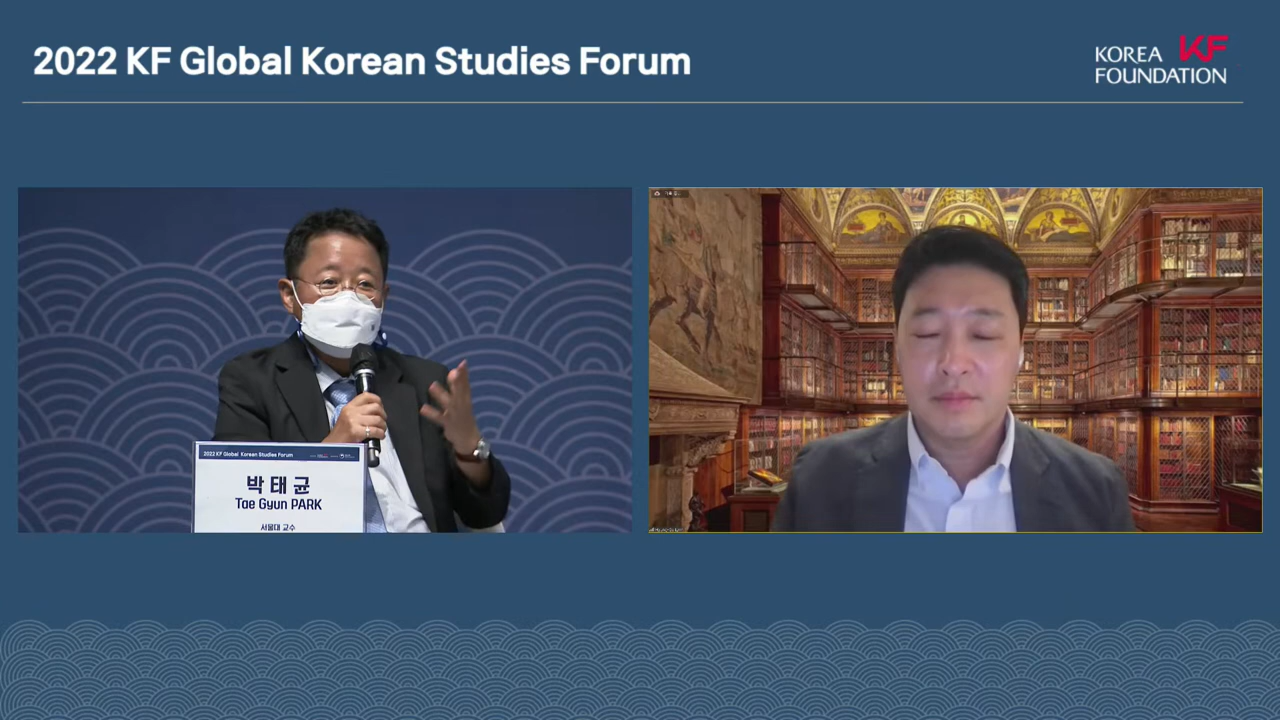 2022 KF Global Korean Studies Forum
KOREA KF
FOUNDATION
2022 KF Global Korean Studies Forum
박태균
Tae Gyun PARK
서울대 교수